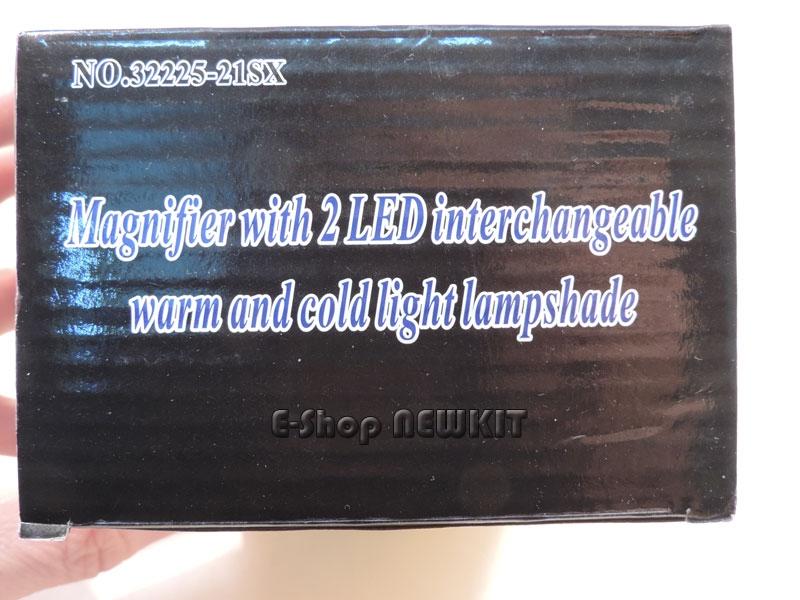 NO.32225-21SX
Magnifier with 2 LED interchangeable
warm and cold light lampshade
E-Shop NEWKIT